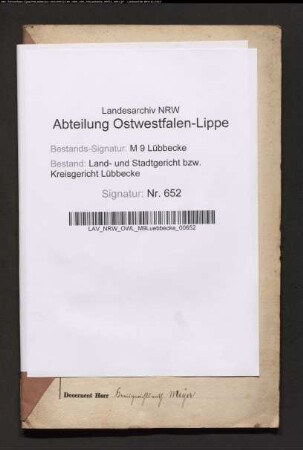 Landesarchiv NRW
Abteilung Ostwestfalen-Lippe
Bestands-Signatur: M 9 Lübbecke
Bestand: Land- und Stadtgericht bzw.
Kreisgericht Lübbecke
Signatur: Nr. 652
LAV_NRW_OWL_M9Luebbecke_00652
Decernent Herr Meyer